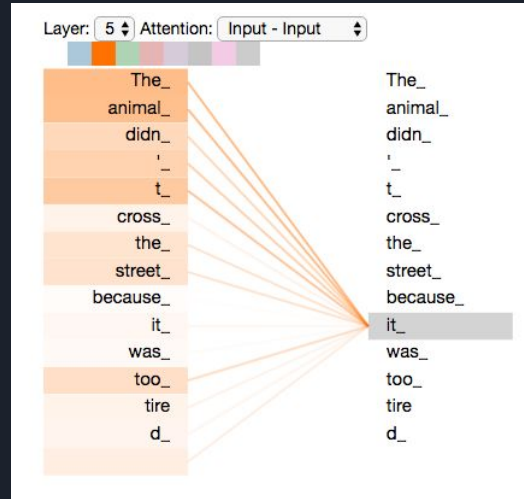 Layer: 5 Attention: Input - Input
The_ The_
animal_ animal_
didn_ didn_
'_ '_
t_ t_
cross_ cross_
the_ the_
street_ street_
because_ because_
it_ it_
was_ was_
too_ too_
tire tire
d_ d_